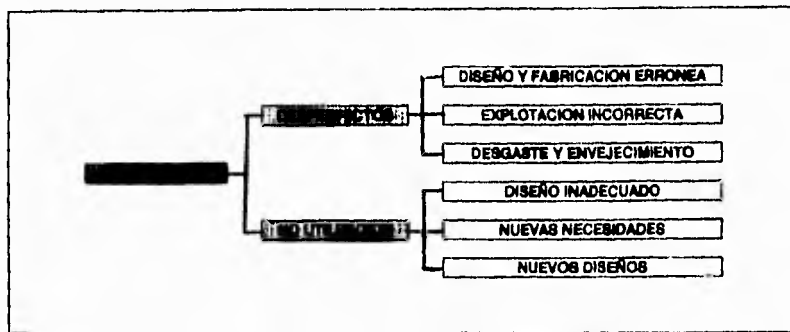 DISEÑO Y FABRICACION ERRONEA
EXPLOTACION INCORRECTA
DESGASTE Y ENVEJECIMIENTO
DISEÑO INADECUADO
NUEVAS NECESIDADES
NUEVOS DISEÑOS